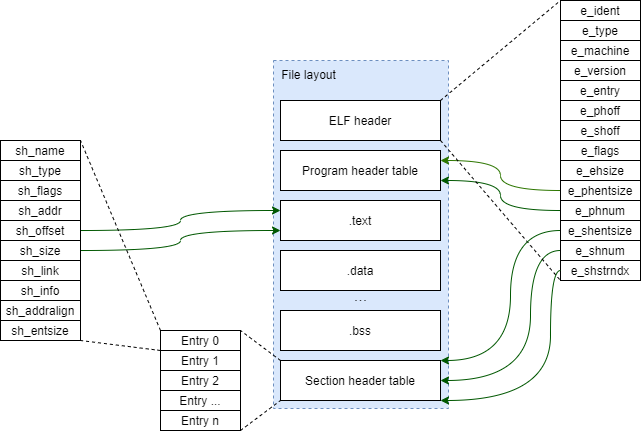 sh_name
sh_type
sh_flags
sh_addr
sh_offset
sh_size
sh_link
sh_info
sh_addralign
sh_entsize
Entry 0
Entry 1
Entry 2
Entry ...
Entry n
File layout
ELF header
Program header table
.text
.data
...
.bss
Section header table
e_ident
e_type
e_machine
e_version
e_entry
e_phoff
e_shoff
e_flags
e_ehsize
e_phentsize
e_phnum
e_shentsize
e_shnum
e_shstrndx